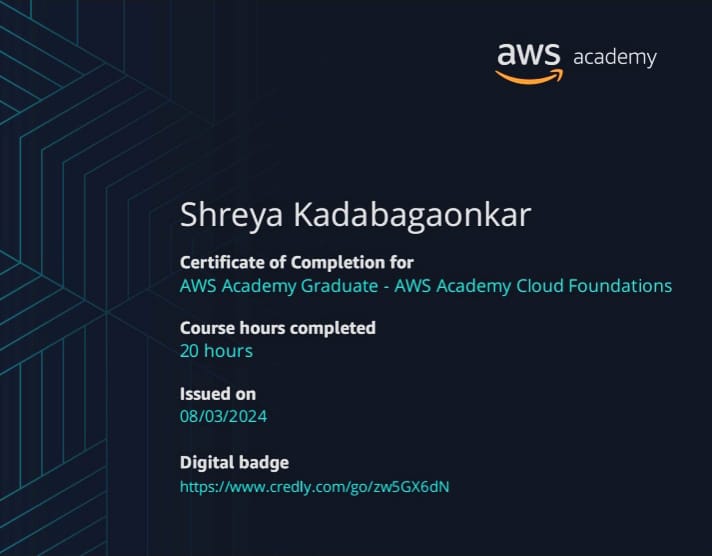 aws academy
Shreya Kadabagaonkar
Certificate of Completion for
AWS Academy Graduate - AWS Academy Cloud Foundations
Course hours completed
20 hours
Issued on
08/03/2024
Digital badge
https://www.credly.com/go/zw5GX6dN